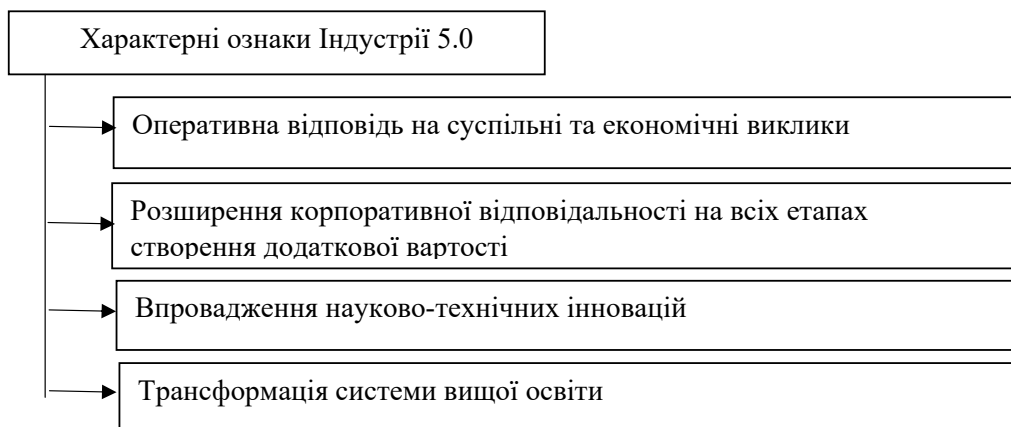 Характерні ознаки Індустрії 5.0
Оперативна відповідь на суспільні та економічні виклики
Розширення корпоративної відповідальності на всіх етапах
створення додаткової вартості
Впровадження науково-технічних інновацій
Трансформація системи вищої освіти